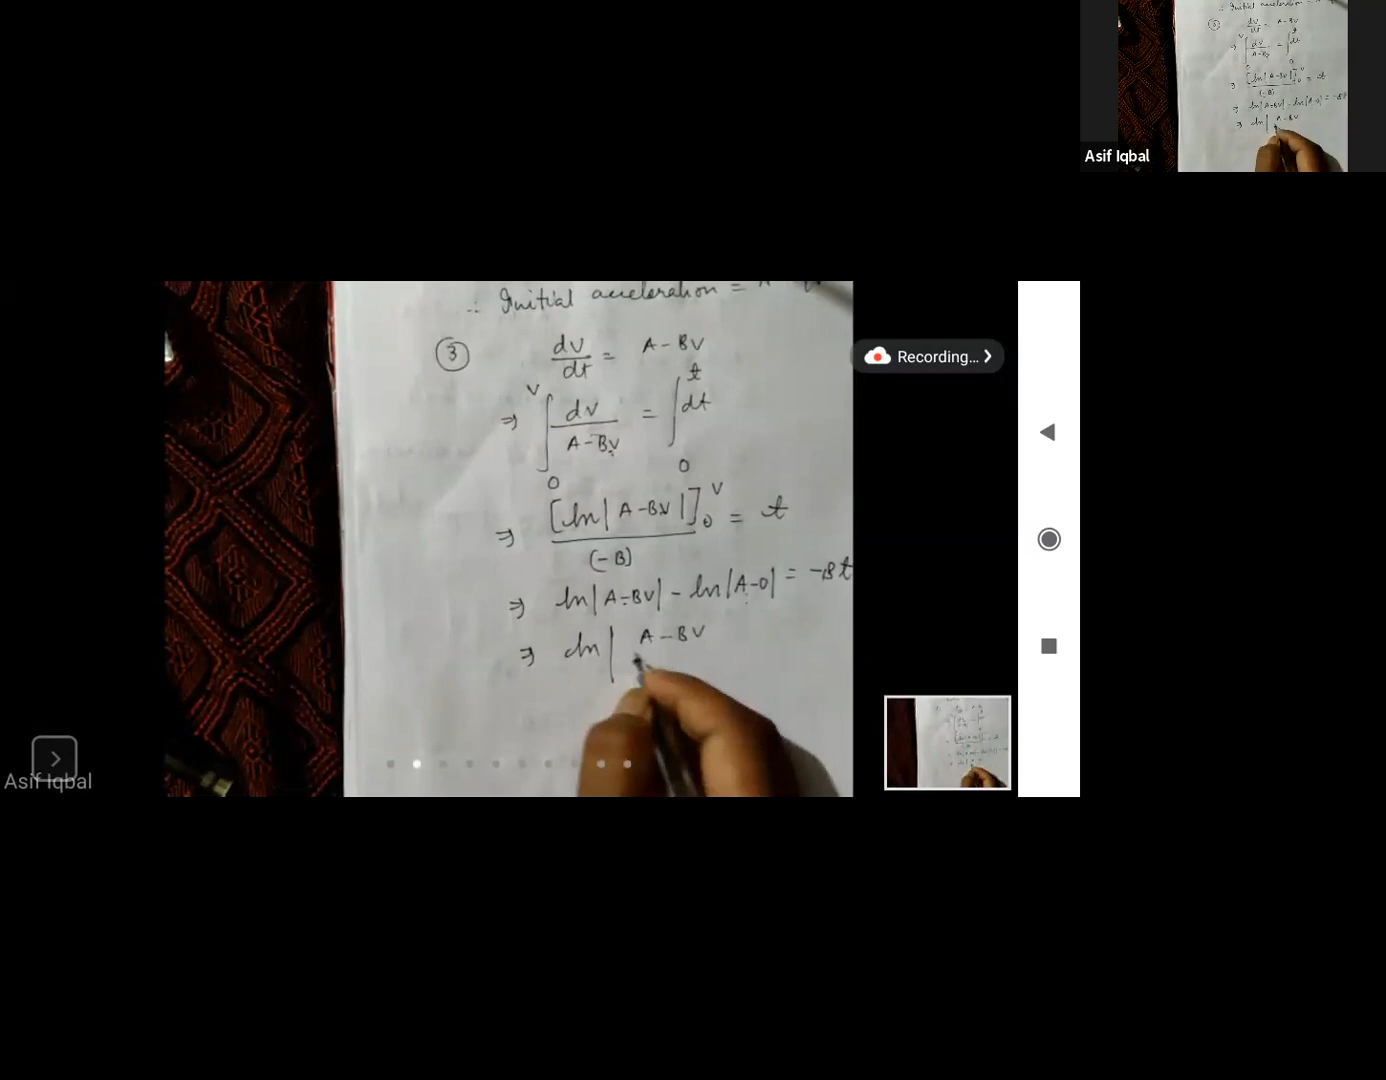 Asif Iqbal
∴ Initial acceleration =
③ dv/dt = A - BV
⇒ ∫₀ⱽ dv/(A - Bv) = ∫₀ᵗ dt
⇒ [ln|A - BV|]₀ⱽ / (-B) = t
⇒ ln|A - BV| - ln|A - 0| = -Bt
⇒ ln| A - BV
Recording...
Asif Iqbal